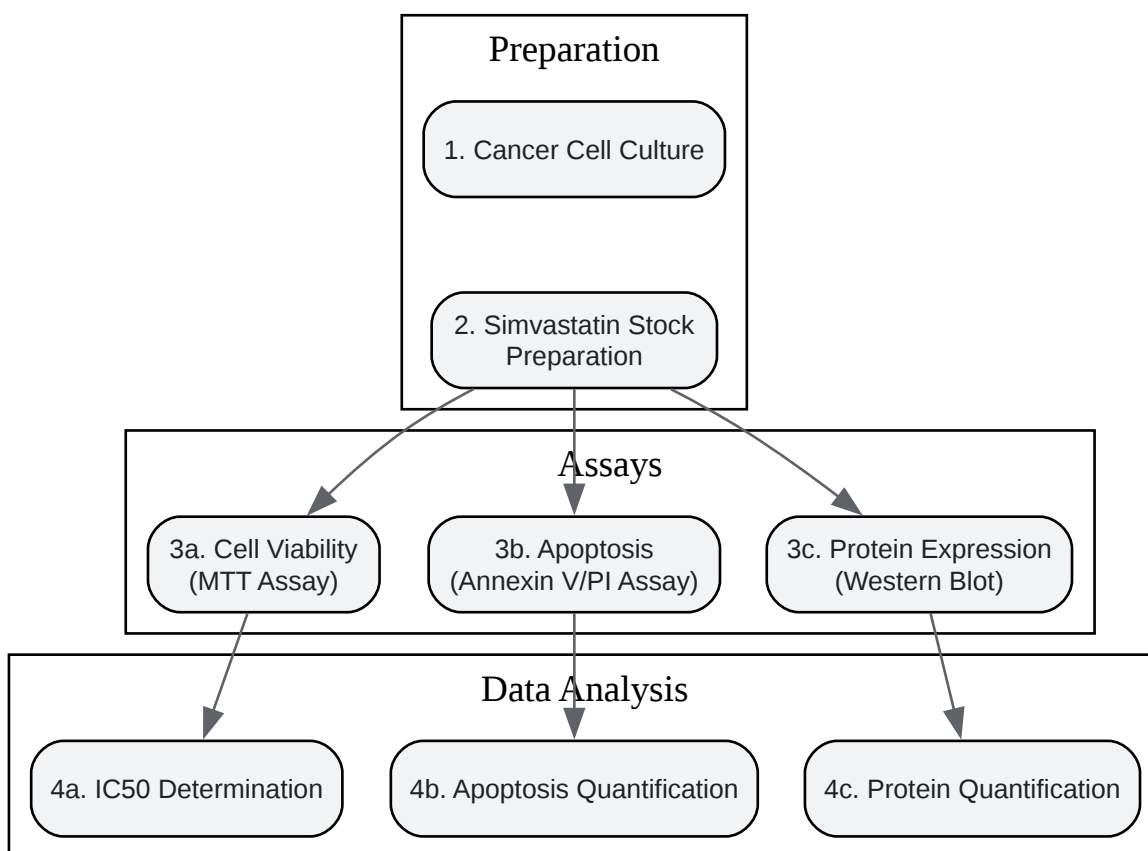 Preparation
1. Cancer Cell Culture
2. Simvastatin Stock
Preparation
Assays
3a. Cell Viability
(MTT Assay)
3b. Apoptosis
(Annexin V/PI Assay)
3c. Protein Expression
(Western Blot)
Data Analysis
4a. IC50 Determination
4b. Apoptosis Quantification
4c. Protein Quantification